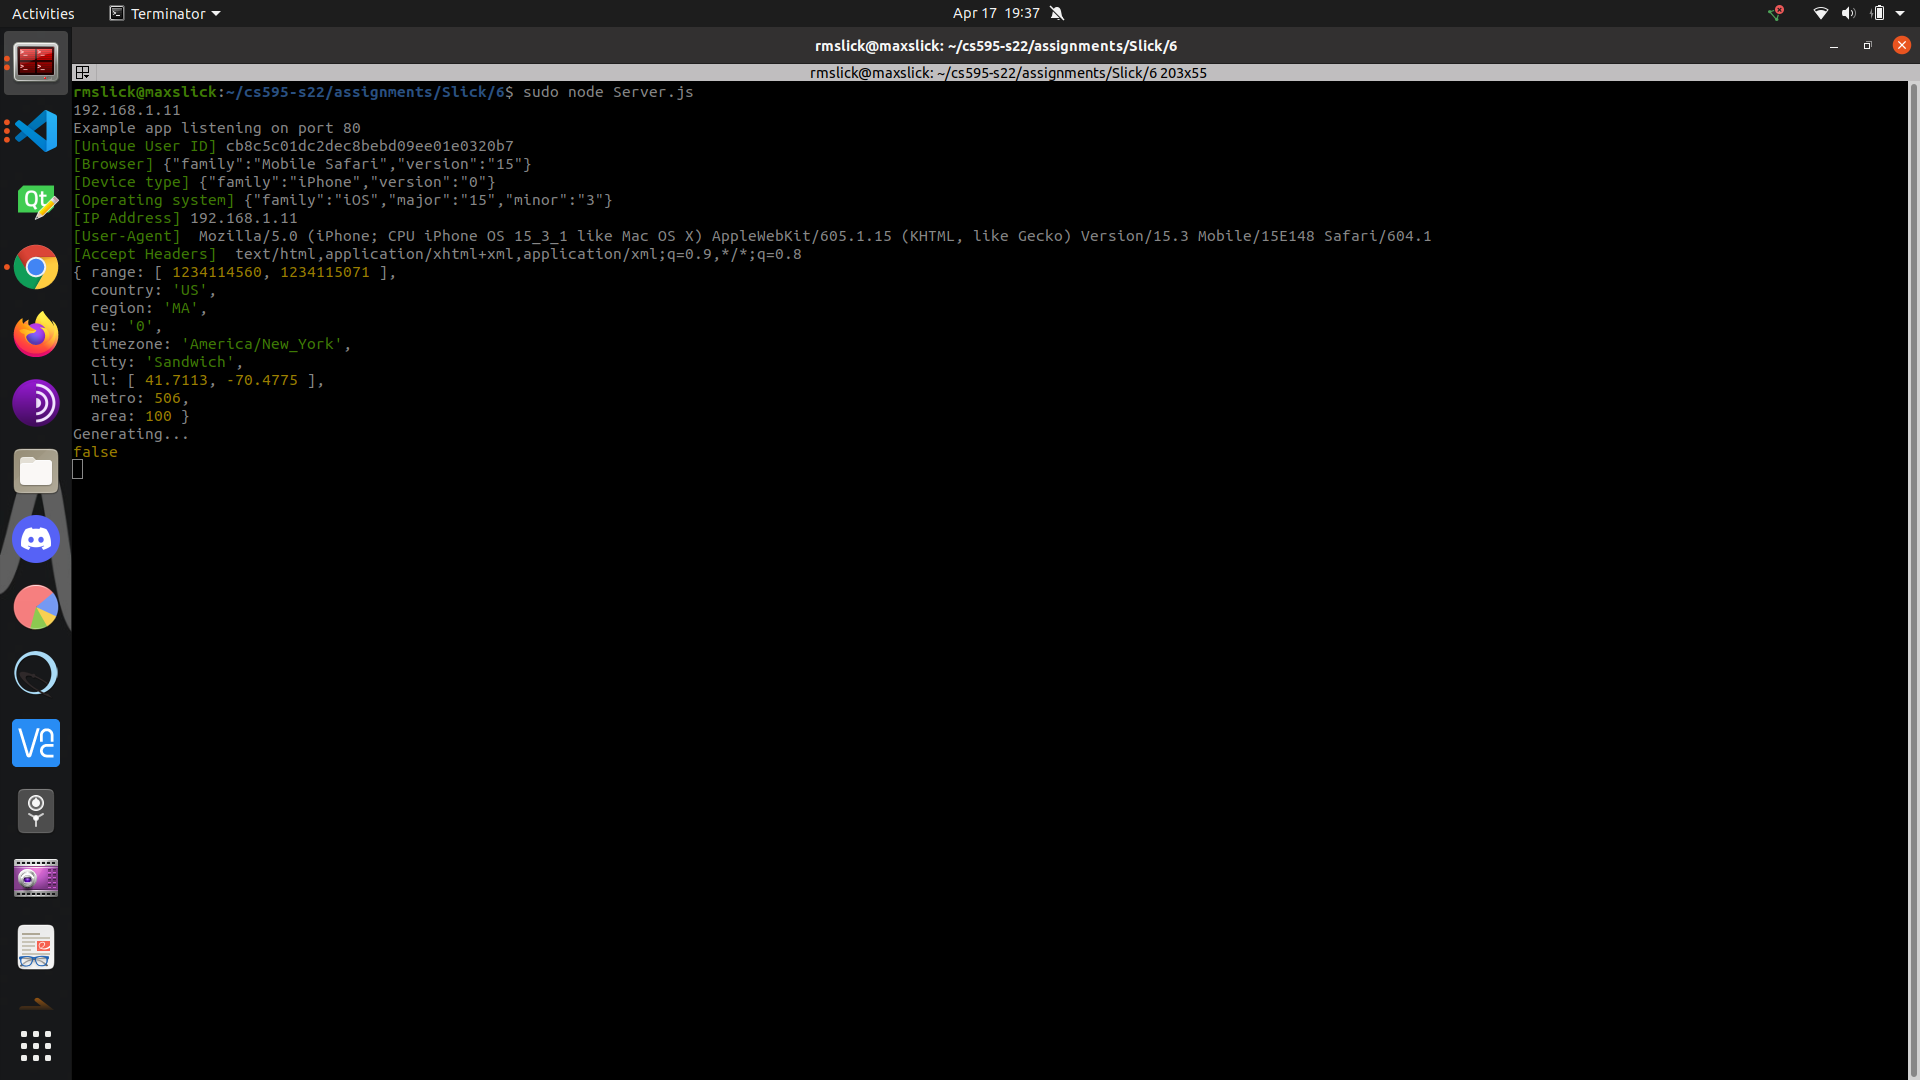 Activities Terminator Apr 17 19:37
rmslick@maxslick: ~/cs595-s22/assignments/Slick/6
rmslick@maxslick: ~/cs595-s22/assignments/Slick/6 203x55
rmslick@maxslick:~/cs595-s22/assignments/Slick/6$ sudo node Server.js
192.168.1.11
Example app listening on port 80
[Unique User ID] cb8c5c01dc2dec8bebd09ee01e0320b7
[Browser] {"family":"Mobile Safari","version":"15"}
[Device type] {"family":"iPhone","version":"0"}
[Operating system] {"family":"iOS","major":"15","minor":"3"}
[IP Address] 192.168.1.11
[User-Agent]  Mozilla/5.0 (iPhone; CPU iPhone OS 15_3_1 like Mac OS X) AppleWebKit/605.1.15 (KHTML, like Gecko) Version/15.3 Mobile/15E148 Safari/604.1
[Accept Headers]  text/html,application/xhtml+xml,application/xml;q=0.9,*/*;q=0.8
{ range: [ 1234114560, 1234115071 ],
  country: 'US',
  region: 'MA',
  eu: '0',
  timezone: 'America/New_York',
  city: 'Sandwich',
  ll: [ 41.7113, -70.4775 ],
  metro: 506,
  area: 100 }
Generating...
false
Qt